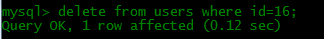 mysql> delete from users where id=16;
Query OK, 1 row affected (0.12 sec)